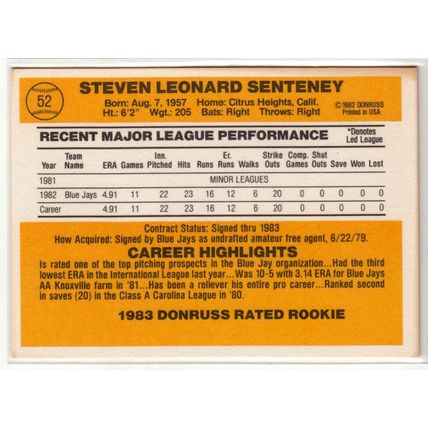 52
STEVEN LEONARD SENTENEY
Born: Aug. 7, 1957 Home: Citrus Heights, Calif.
Ht.: 6'2" Wgt.: 205 Bats: Right Throws: Right
©1982 DONRUSS
Printed in USA
RECENT MAJOR LEAGUE PERFORMANCE
*Denotes
Led League
Year Team Name ERA Games Inn. Pitched Hits Runs Er. Runs Walks Strike Outs Comp. Games Shut Outs Save Won Lost
1981 MINOR LEAGUES
1982 Blue Jays 4.91 11 22 23 16 12 6 20 0 0 0 0 0
Career 4.91 11 22 23 16 12 6 20 0 0 0 0 0
Contract Status: Signed thru 1983
How Acquired: Signed by Blue Jays as undrafted amateur free agent, 6/22/79.
CAREER HIGHLIGHTS
Is rated one of the top pitching prospects in the Blue Jay organization...Had the third
lowest ERA in the International League last year...Was 10-5 with 3.14 ERA for Blue Jays
AA Knoxville farm in '81...Has been a reliever his entire pro career...Ranked second
in saves (20) in the Class A Carolina League in '80.
1983 DONRUSS RATED ROOKIE